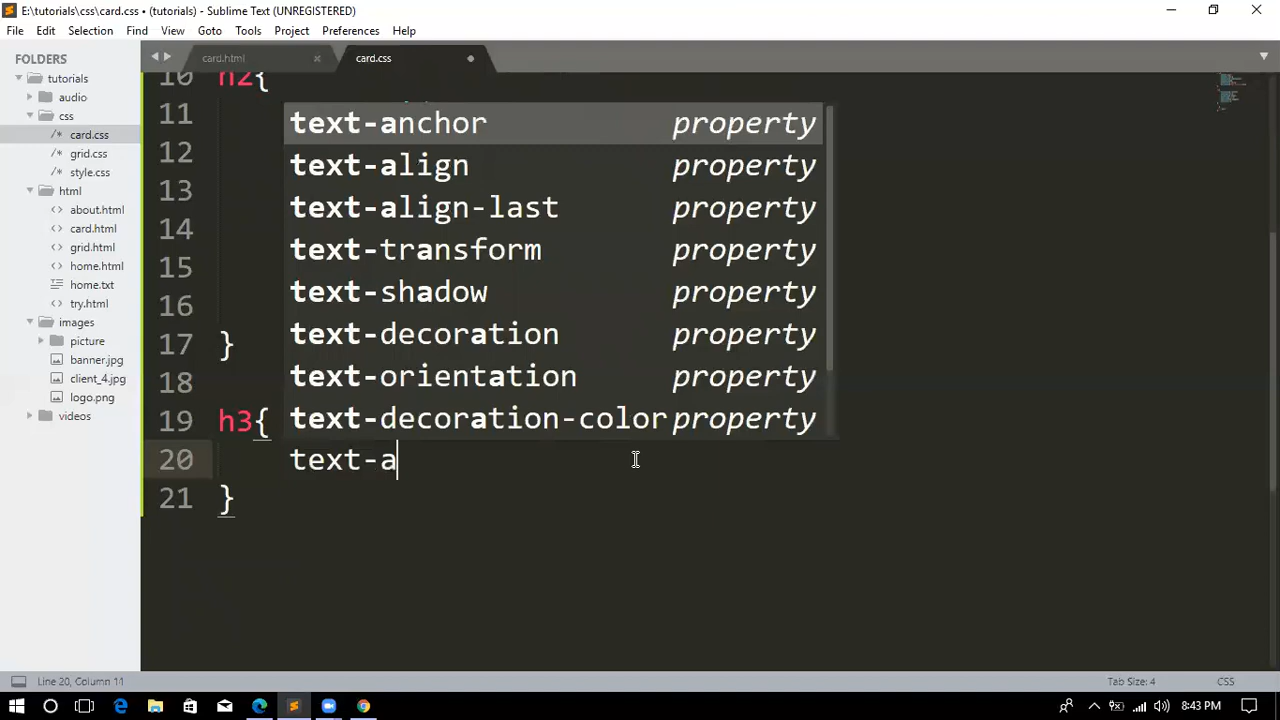 E:\tutorials\css\card.css • (tutorials) - Sublime Text (UNREGISTERED)
File Edit Selection Find View Goto Tools Project Preferences Help
FOLDERS
tutorials
audio
css
/* card.css
/* grid.css
/* style.css
html
<> about.html
<> card.html
<> grid.html
<> home.html
home.txt
<> try.html
images
picture
banner.jpg
client_4.jpg
logo.png
videos
card.html × card.css
10 h2{
11
12
13
14
15
16
17 }
18
19 h3{
20 text-a
21 }
text-anchor property
text-align property
text-align-last property
text-transform property
text-shadow property
text-decoration property
text-orientation property
text-decoration-color property
Line 20, Column 11 Tab Size: 4 CSS
8:43 PM